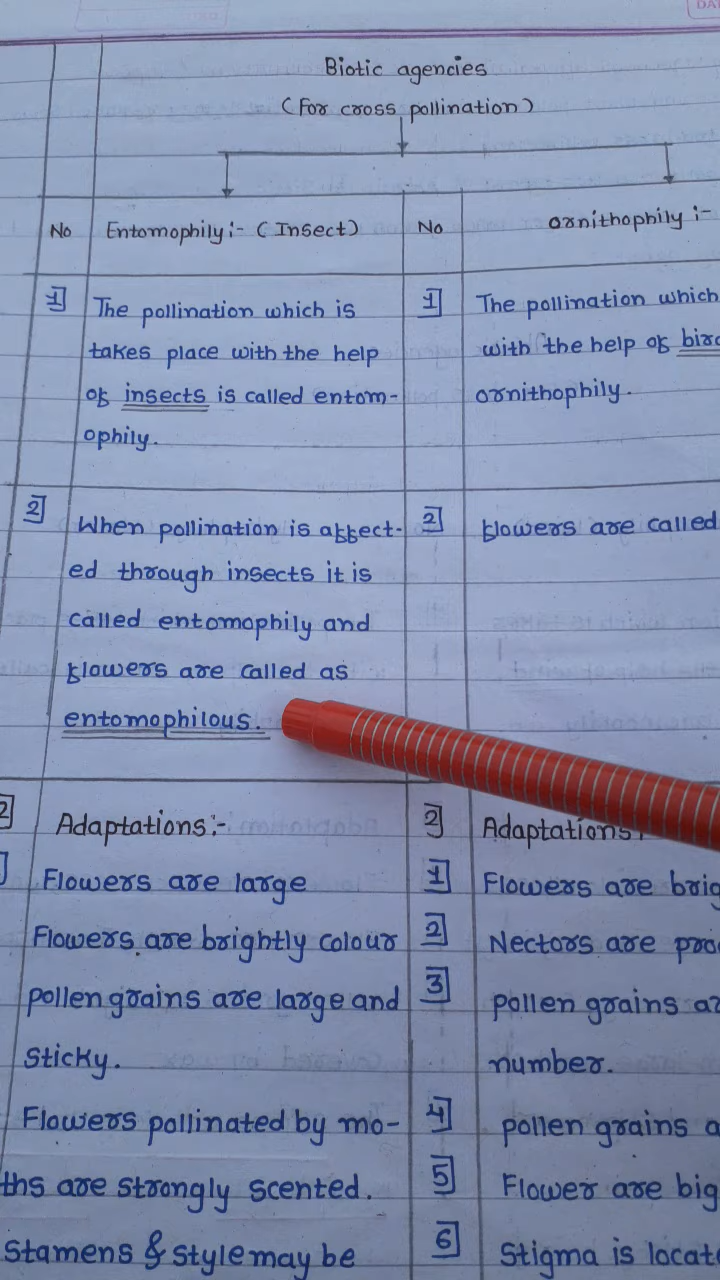 Biotic agencies
(For cross pollination)
No
Entomophily:- (Insect)
1
The pollination which is
takes place with the help
of insects is called entom-
ophily.
2
When pollination is affect-
ed through insects it is
called entomophily and
flowers are called as
entomophilous.
2
Adaptations:-
Flowers are large
Flowers are brightly colour
pollen grains are large and
sticky.
Flowers pollinated by mo-
ths are strongly scented.
Stamens & style may be
No
ornithophily:-
1
The pollination which
with the help of
ornithophily.
2
flowers are called
2
Adaptations:
1
Flowers are
2
Nectors are
3
pollen grains
number.
4
pollen grains
5
Flower are big
6
Stigma is